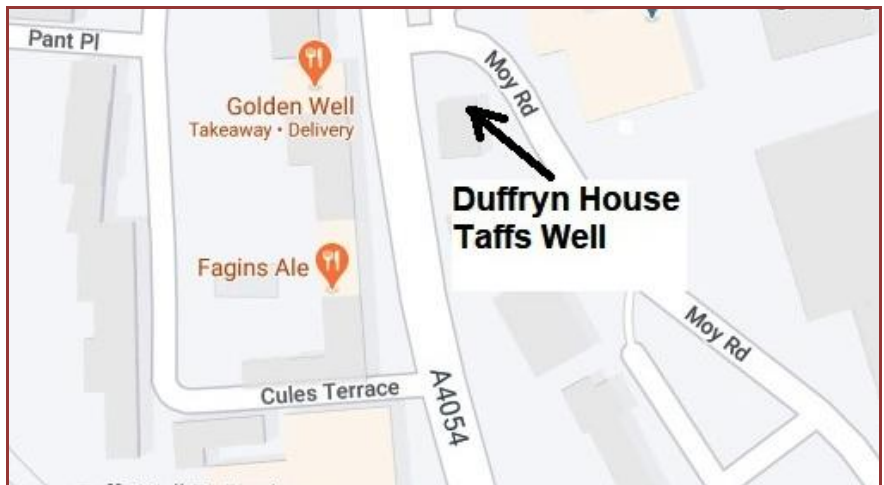 Pant Pl
Golden Well
Takeaway • Delivery
Moy Rd
Duffryn House
Taffs Well
Fagins Ale
Moy Rd
Cules Terrace
A4054